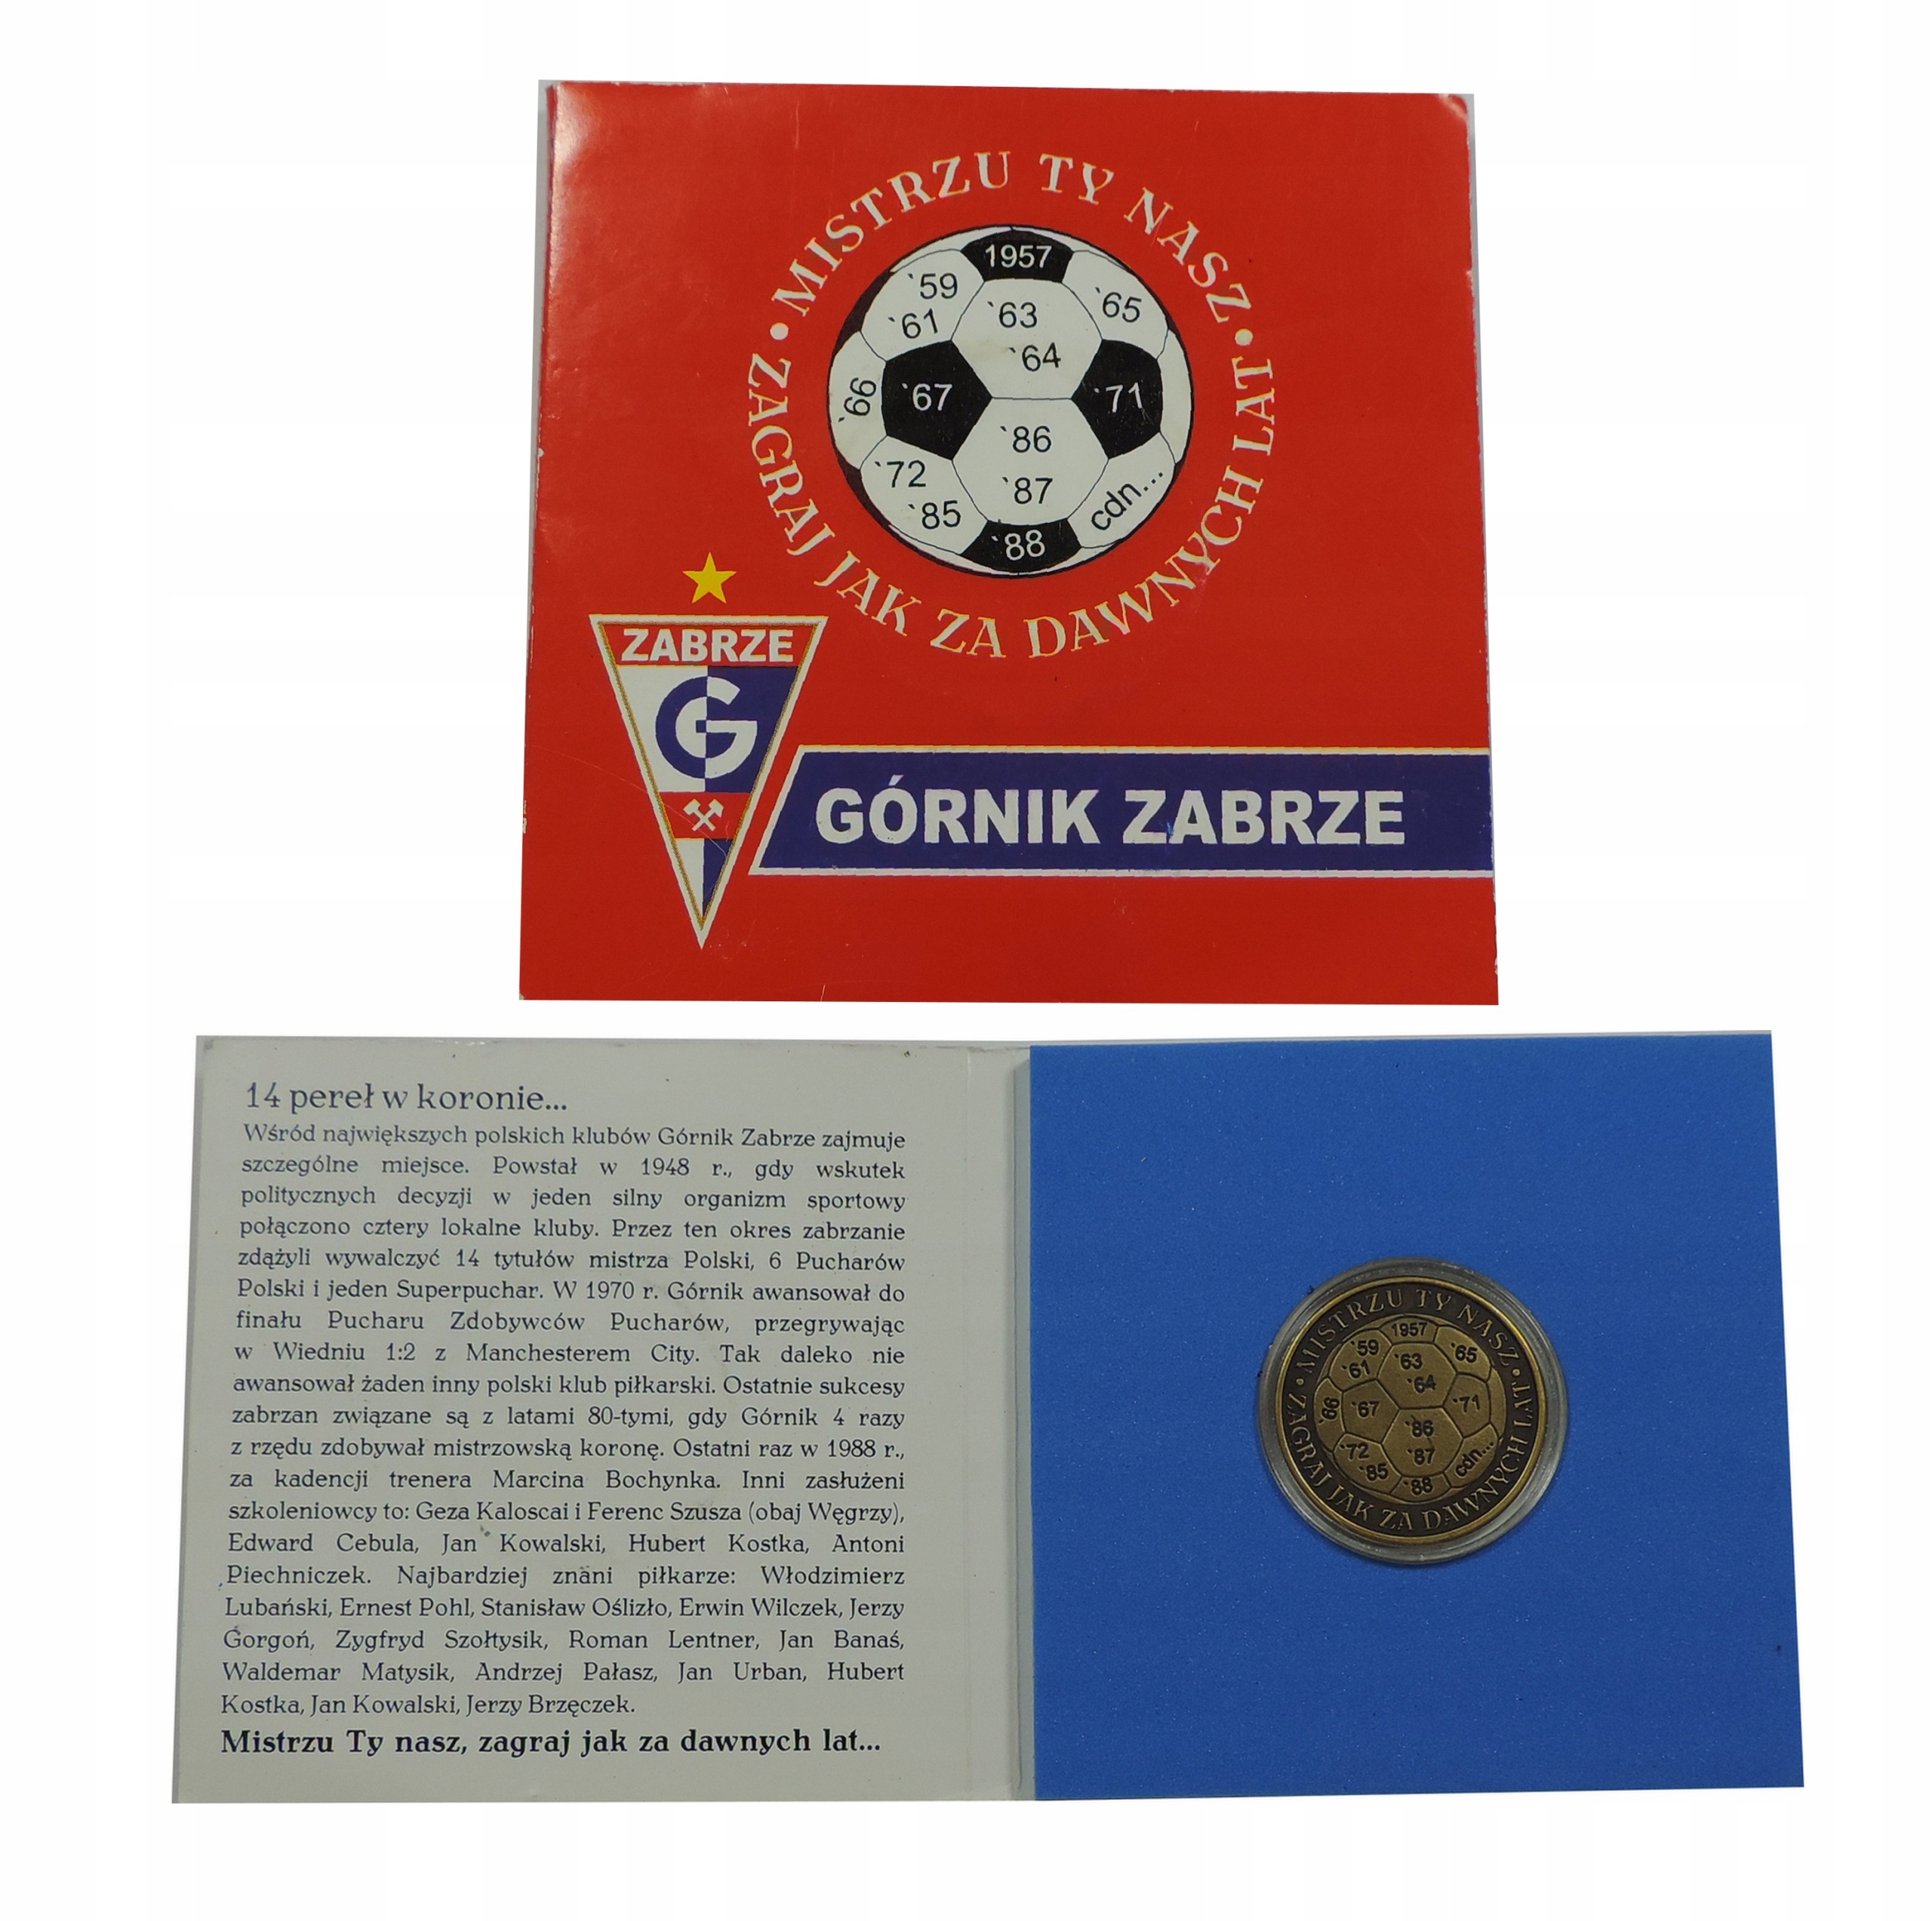 MISTRZU TY NASZ
• ZAGRAJ JAK ZA DAWNYCH LAT •
1957
`59
`61
`63
`64
`65
`66
`67
`71
`86
`87
`72
`85
`88
cdn...
ZABRZE
G
GÓRNIK ZABRZE
14 pereł w koronie...
Wśród największych polskich klubów Górnik Zabrze zajmuje
szczególne miejsce. Powstał w 1948 r., gdy wskutek
politycznych decyzji w jeden silny organizm sportowy
połączono cztery lokalne kluby. Przez ten okres zabrzanie
zdążyli wywalczyć 14 tytułów mistrza Polski, 6 Pucharów
Polski i jeden Superpuchar. W 1970 r. Górnik awansował do
finału Pucharu Zdobywców Pucharów, przegrywając
w Wiedniu 1:2 z Manchesterem City. Tak daleko nie
awansował żaden inny polski klub piłkarski. Ostatnie sukcesy
zabrzan związane są z latami 80-tymi, gdy Górnik 4 razy
z rzędu zdobywał mistrzowską koronę. Ostatni raz w 1988 r.,
za kadencji trenera Marcina Bochynka. Inni zasłużeni
szkoleniowcy to: Geza Kaloscai i Ferenc Szusza (obaj Węgrzy),
Edward Cebula, Jan Kowalski, Hubert Kostka, Antoni
Piechniczek. Najbardziej znani piłkarze: Włodzimierz
Lubański, Ernest Pohl, Stanisław Oślizło, Erwin Wilczek, Jerzy
Gorgoń, Zygfryd Szołtysik, Roman Lentner, Jan Banaś,
Waldemar Matysik, Andrzej Pałasz, Jan Urban, Hubert
Kostka, Jan Kowalski, Jerzy Brzęczek.
Mistrzu Ty nasz, zagraj jak za dawnych lat...
MISTRZU TY NASZ
• ZAGRAJ JAK ZA DAWNYCH LAT •
1957
`59
`61
`63
`64
`65
`66
`67
`71
`86
`87
`72
`85
`88
cdn...